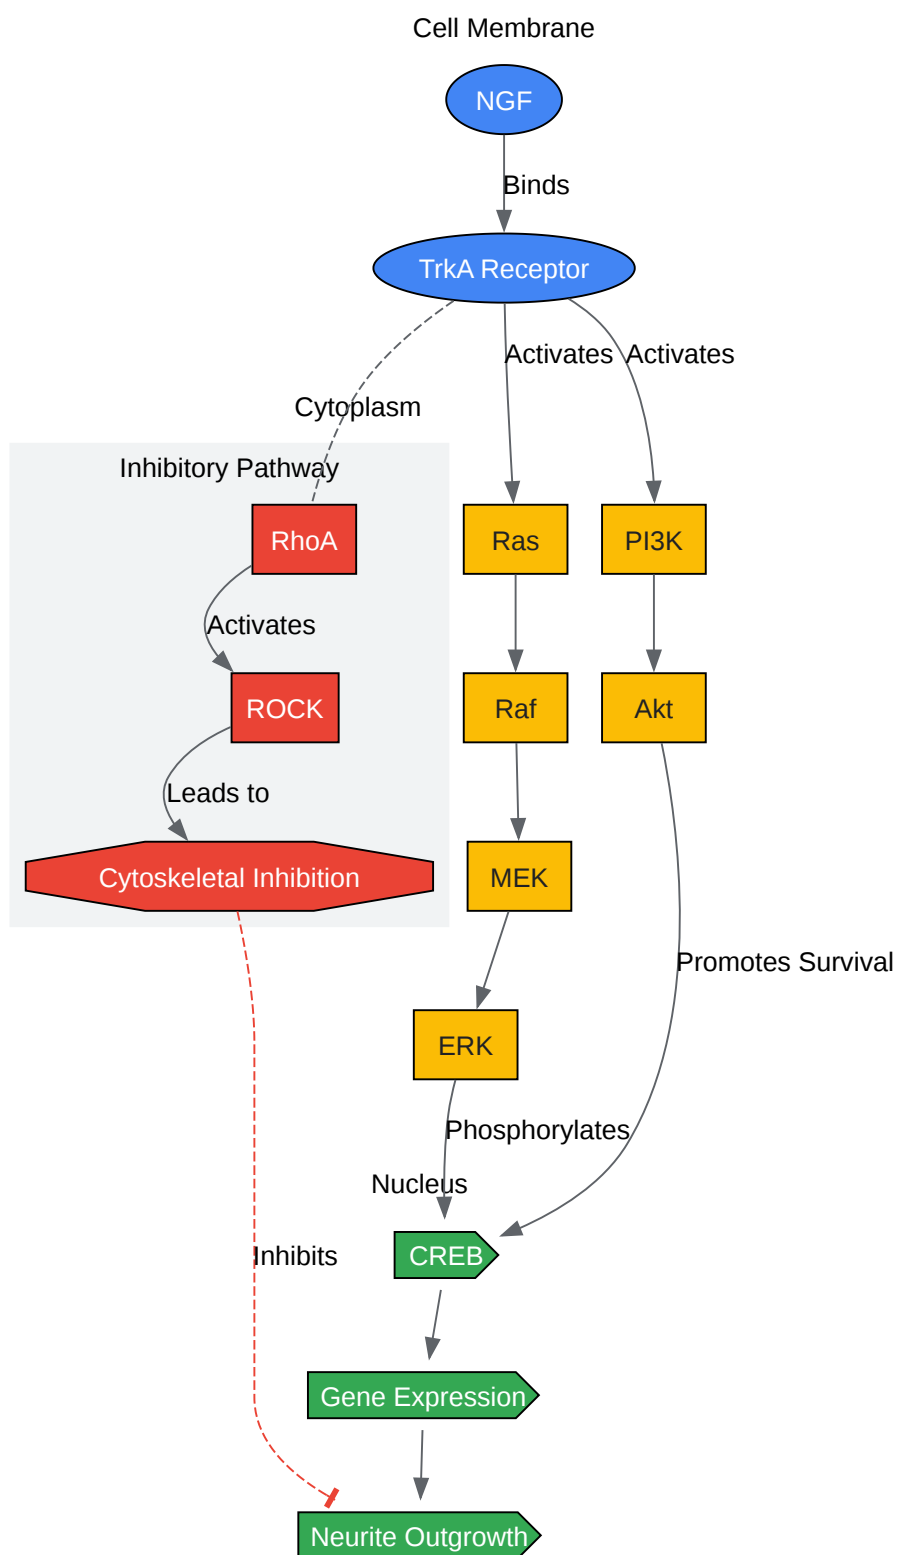 Cell Membrane
NGF
Binds
TrkA Receptor
Activates
Activates
Cytoplasm
Inhibitory Pathway
RhoA
Ras
PI3K
Activates
ROCK
Raf
Akt
Leads to
Cytoskeletal Inhibition
MEK
Promotes Survival
ERK
Phosphorylates
Nucleus
CREB
Inhibits
Gene Expression
Neurite Outgrowth